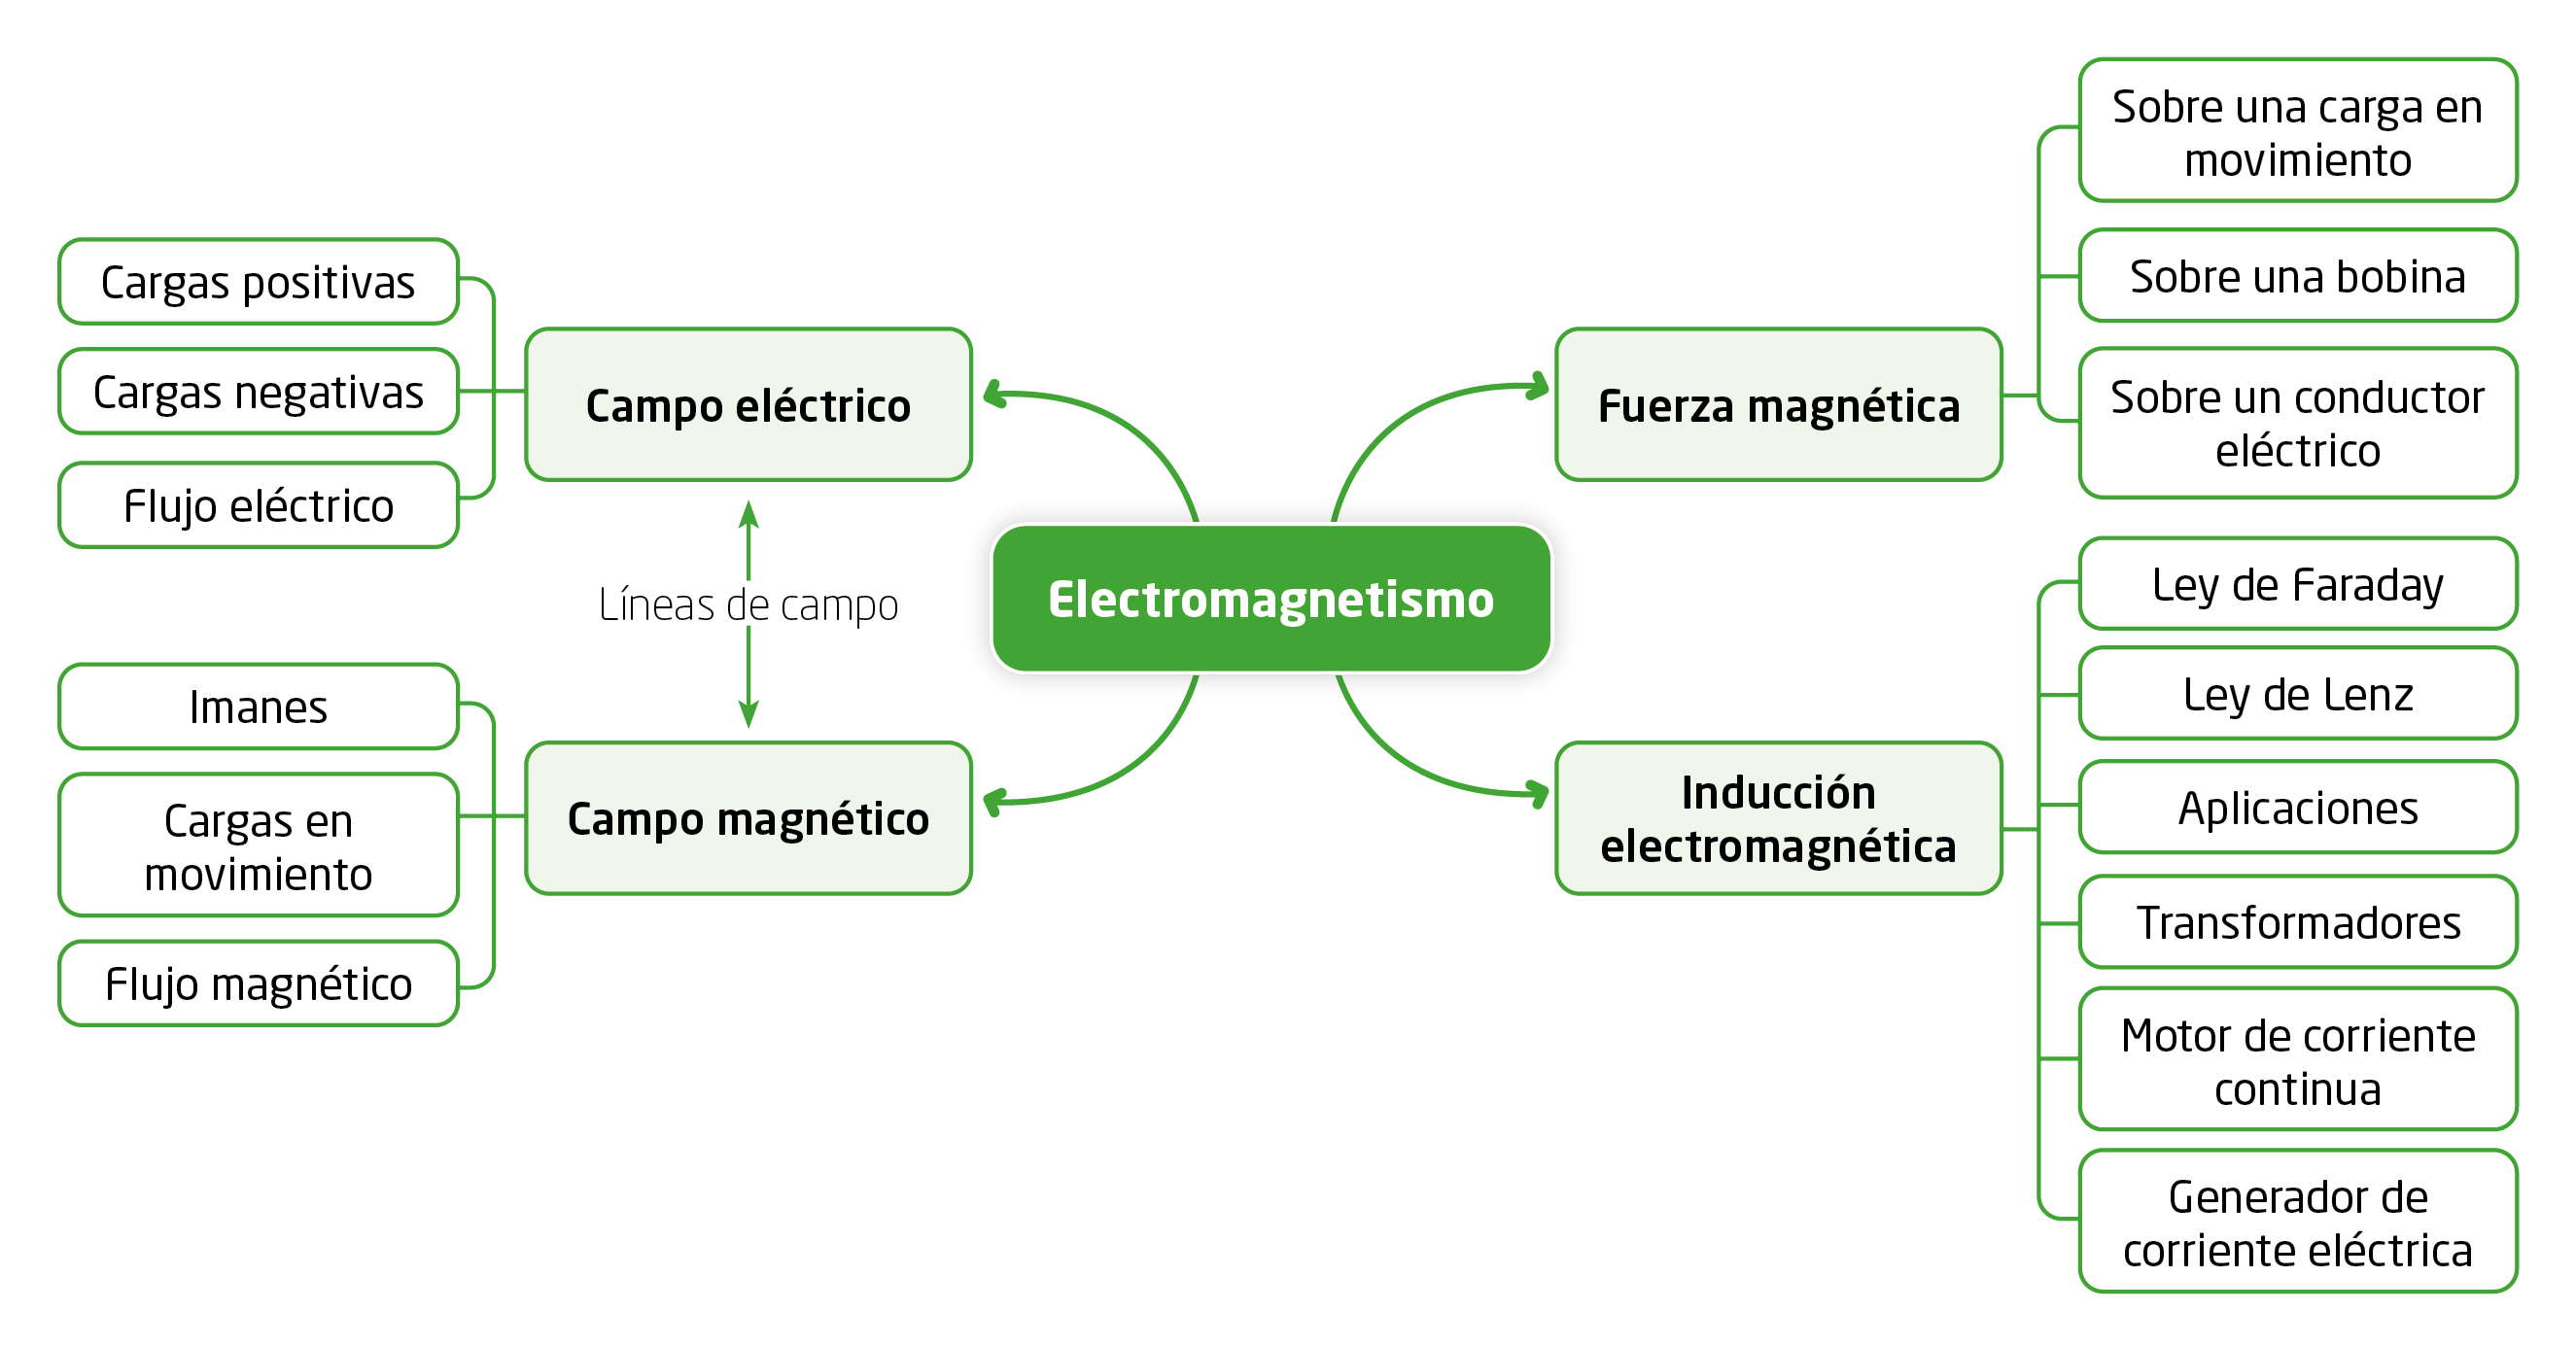 Electromagnetismo
Campo eléctrico
Cargas positivas
Cargas negativas
Flujo eléctrico
Líneas de campo
Campo magnético
Imanes
Cargas en
movimiento
Flujo magnético
Fuerza magnética
Sobre una carga en
movimiento
Sobre una bobina
Sobre un conductor
eléctrico
Inducción
electromagnética
Ley de Faraday
Ley de Lenz
Aplicaciones
Transformadores
Motor de corriente
continua
Generador de
corriente eléctrica